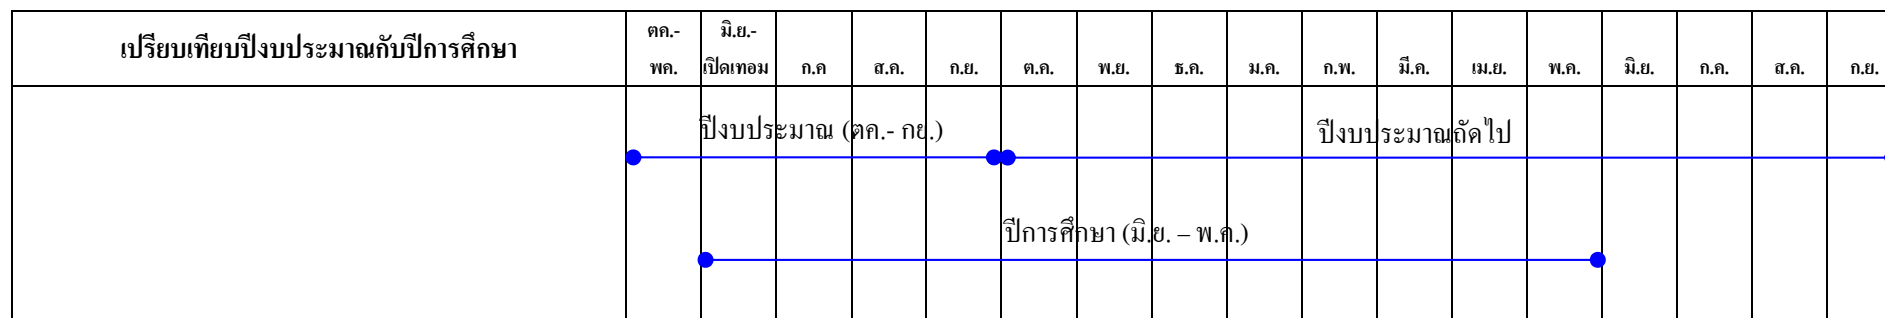 เปรียบเทียบปีงบประมาณกับปีการศึกษา
ตค.- มิ.ย.-
พค. เปิดเทอม ก.ค ส.ค. ก.ย. ต.ค. พ.ย. ธ.ค. ม.ค. ก.พ. มี.ค. เม.ย. พ.ค. มิ.ย. ก.ค. ส.ค. ก.ย.
ปีงบประมาณ (ตค.- กย.) ปีงบประมาณถัดไป
ปีการศึกษา (มิ.ย. – พ.ค.)